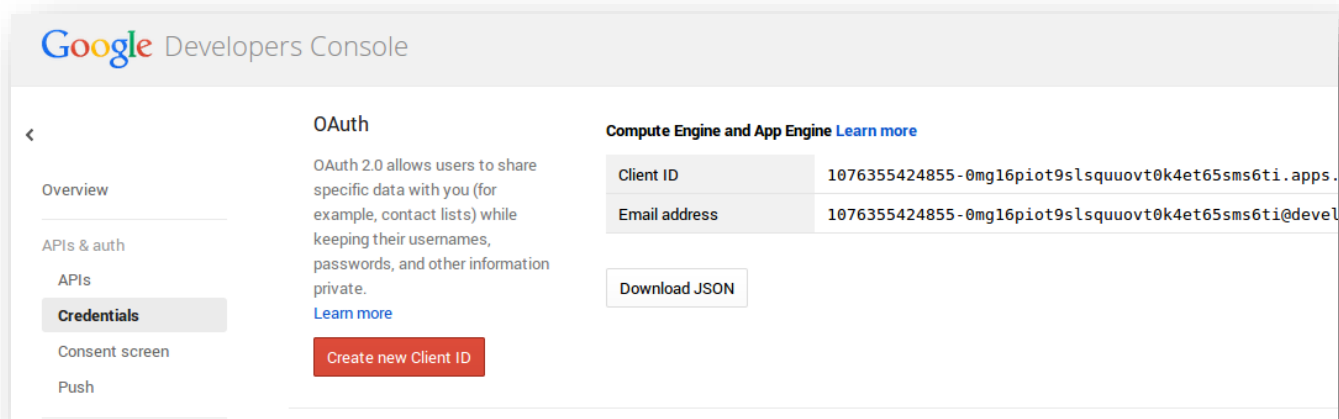 Google Developers Console
Overview
APIs & auth
APIs
Credentials
Consent screen
Push
OAuth
OAuth 2.0 allows users to share
specific data with you (for
example, contact lists) while
keeping their usernames,
passwords, and other information
private.
Learn more
Create new Client ID
Compute Engine and App Engine Learn more
Client ID 1076355424855-0mg16piot9slsquuovt0k4et65sms6ti.apps.
Email address 1076355424855-0mg16piot9slsquuovt0k4et65sms6ti@devel
Download JSON